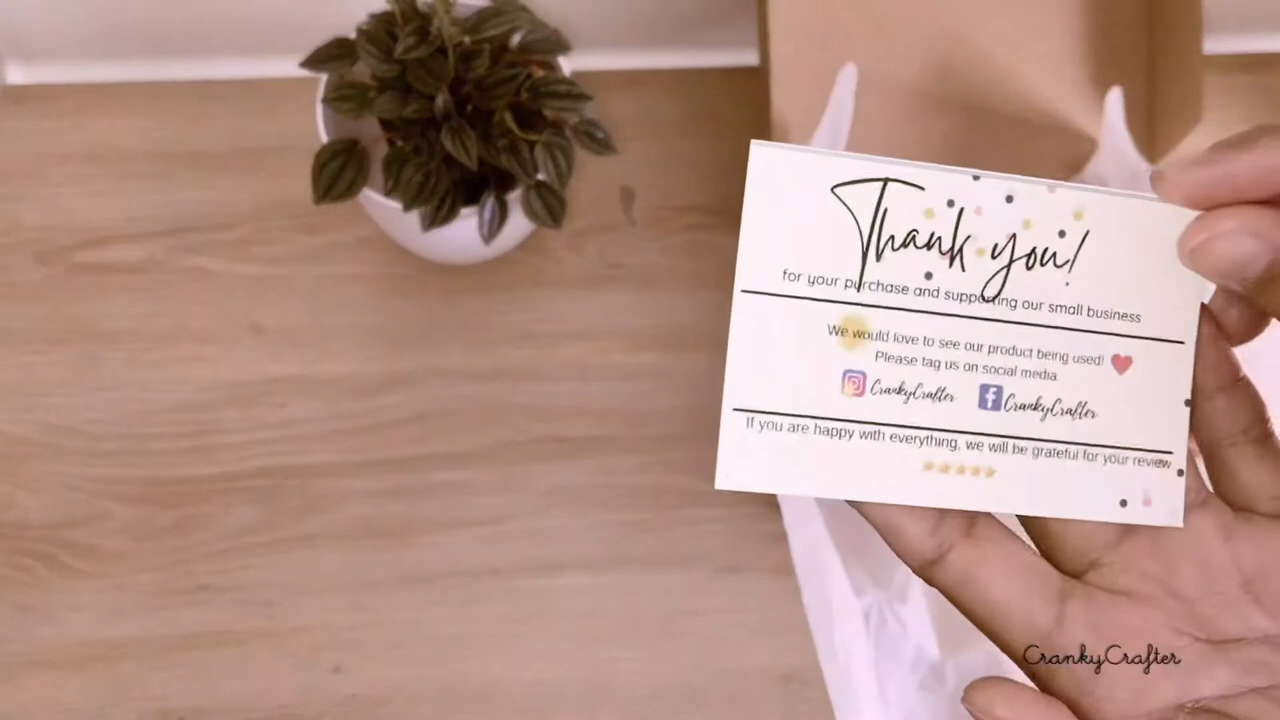 Thank you!
for your purchase and supporting our small business
We would love to see our product being used!
Please tag us on social media
CrankyCrafter CrankyCrafter
If you are happy with everything, we will be grateful for your review
CrankyCrafter